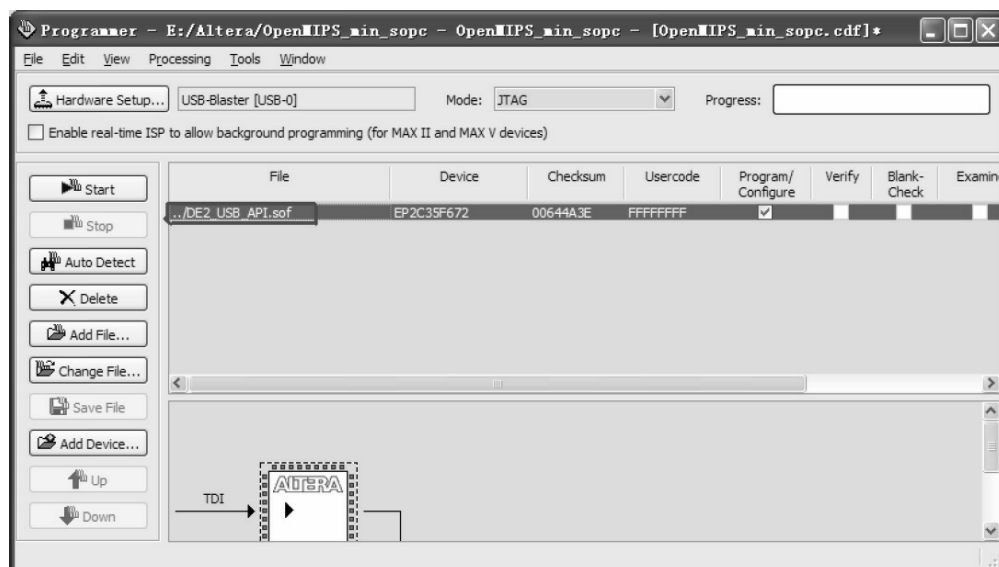 Programmer - E:/Altera/OpenMIPS_min_sopc - OpenMIPS_min_sopc - [OpenMIPS_min_sopc.cdf]*
File Edit View Processing Tools Window
Hardware Setup... USB-Blaster [USB-0] Mode: JTAG Progress:
Enable real-time ISP to allow background programming (for MAX II and MAX V devices)
File Device Checksum Usercode Program/ Verify Blank- Examin
Configure Check
../DE2_USB_API.sof EP2C35F672 00644A3E FFFFFFFF
Start
Stop
Auto Detect
Delete
Add File...
Change File...
Save File
Add Device...
Up
Down
ALTERA
TDI